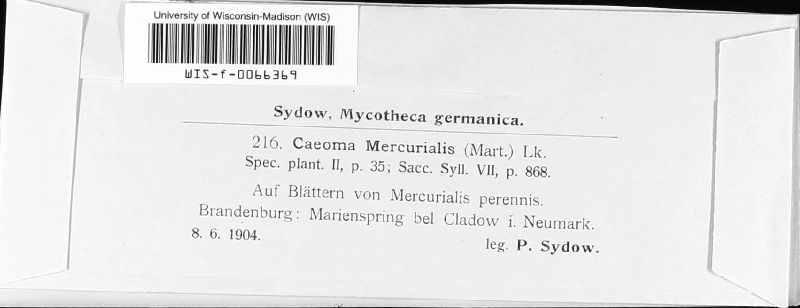 University of Wisconsin-Madison (WIS)
WIS-f-0066369
Sydow, Mycotheca germanica.
216. Caeoma Mercurialis (Mart.) Lk.
Spec. plant. II, p. 35; Sacc. Syll. VII, p. 868.
Auf Blättern von Mercurialis perennis.
Brandenburg: Marienspring bel Cladow i. Neumark.
8. 6. 1904.
leg. P. Sydow.